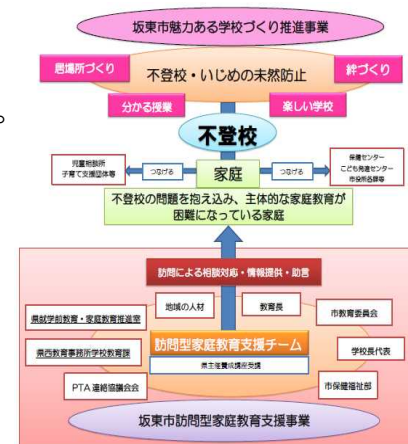 坂東市魅力ある学校づくり推進事業
居場所づくり
不登校・いじめの未然防止
絆づくり
分かる授業
楽しい学校
。
不登校
児童相談所
子育て支援団体等
つなげる
家庭
つなげる
保健センター
こども発達センター
市役所各課等
不登校の問題を抱え込み、主体的な家庭教育が
困難になっている家庭
訪問による相談対応・情報提供・助言
地域の人材
教育長
県就学前教育・家庭教育推進室
市教育委員会
訪問型家庭教育支援チーム
県主催養成講座受講
県西教育事務所学校教育課
学校長代表
PTA 連絡協議会会
市保健福祉部
坂東市訪問型家庭教育支援事業